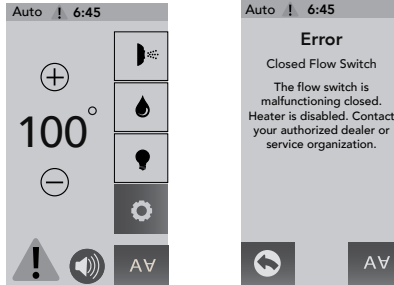 Auto 6:45
100°
AA
Auto 6:45
Error
Closed Flow Switch
The flow switch is
malfunctioning closed.
Heater is disabled. Contact
your authorized dealer or
service organization.
AA